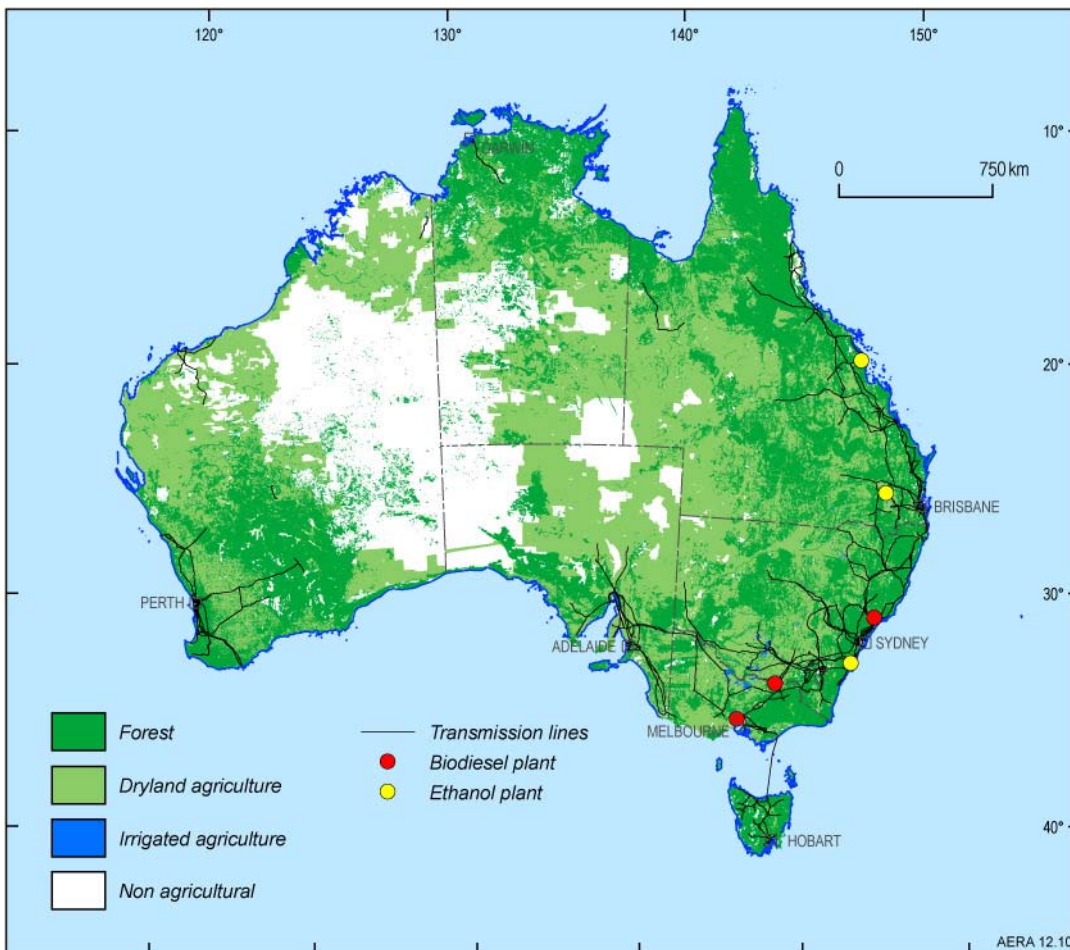 120°
130°
140°
150°
10°
20°
30°
40°
0
750 km
DARWIN
BRISBANE
PERTH
ADELAIDE
SYDNEY
MELBOURNE
HOBART
Forest
Dryland agriculture
Irrigated agriculture
Non agricultural
Transmission lines
Biodiesel plant
Ethanol plant
AERA 12.10